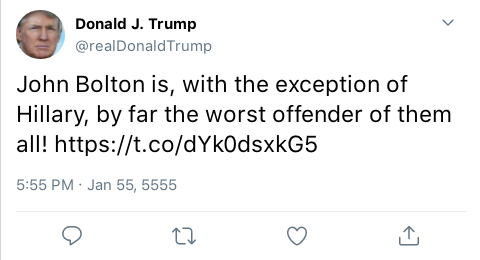 Donald J. Trump
@realDonaldTrump
John Bolton is, with the exception of
Hillary, by far the worst offender of them
all! https://t.co/dYk0dsxkG5
5:55 PM · Jan 55, 5555